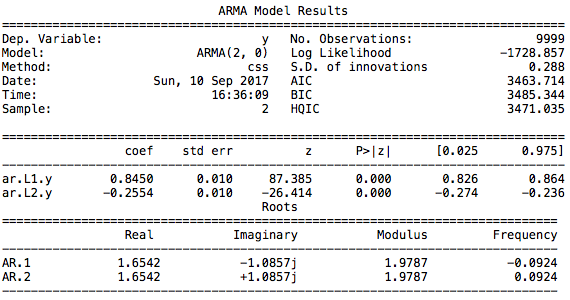 ARMA Model Results
==============================================================================
Dep. Variable: y No. Observations: 9999
Model: ARMA(2, 0) Log Likelihood -1728.857
Method: css S.D. of innovations 0.288
Date: Sun, 10 Sep 2017 AIC 3463.714
Time: 16:36:09 BIC 3485.344
Sample: 2 HQIC 3471.035
==============================================================================
coef std err z P>|z| [0.025 0.975]
------------------------------------------------------------------------------
ar.L1.y 0.8450 0.010 87.385 0.000 0.826 0.864
ar.L2.y -0.2554 0.010 -26.414 0.000 -0.274 -0.236
Roots
==============================================================================
Real Imaginary Modulus Frequency
------------------------------------------------------------------------------
AR.1 1.6542 -1.0857j 1.9787 -0.0924
AR.2 1.6542 +1.0857j 1.9787 0.0924
------------------------------------------------------------------------------